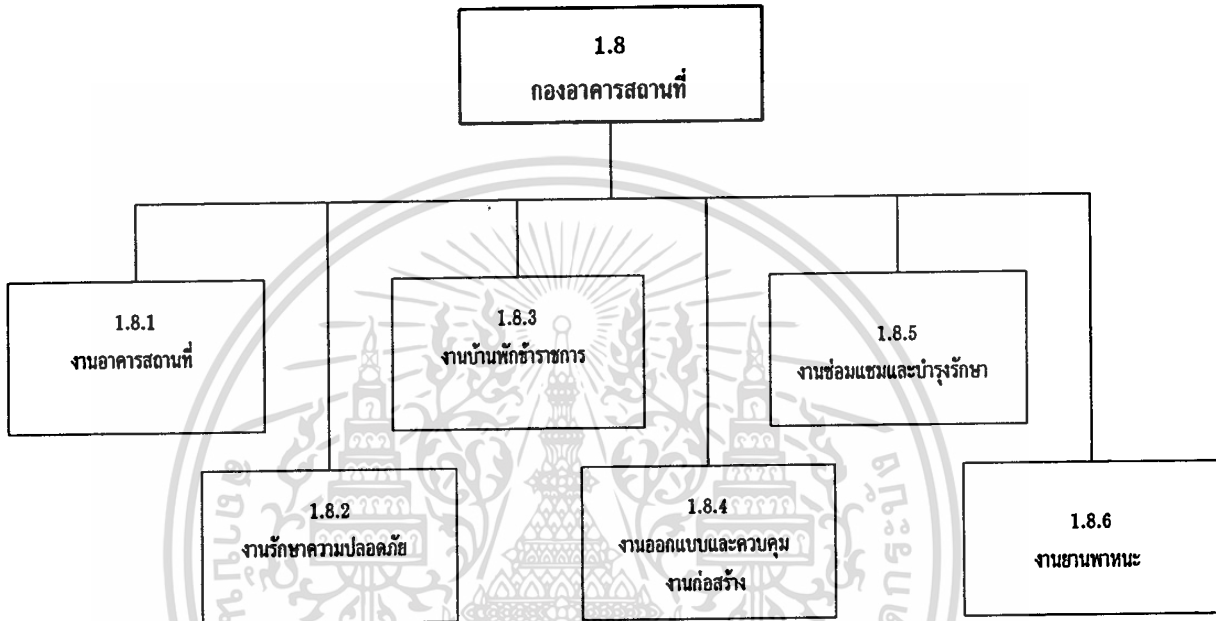 1.8
กองอาคารสถานที่
1.8.1
งานอาคารสถานที่
1.8.3
งานบ้านพักข้าราชการ
1.8.5
งานซ่อมแซมและบำรุงรักษา
1.8.2
งานรักษาความปลอดภัย
1.8.4
งานออกแบบและควบคุม
งานก่อสร้าง
1.8.6
งานยานพาหนะ